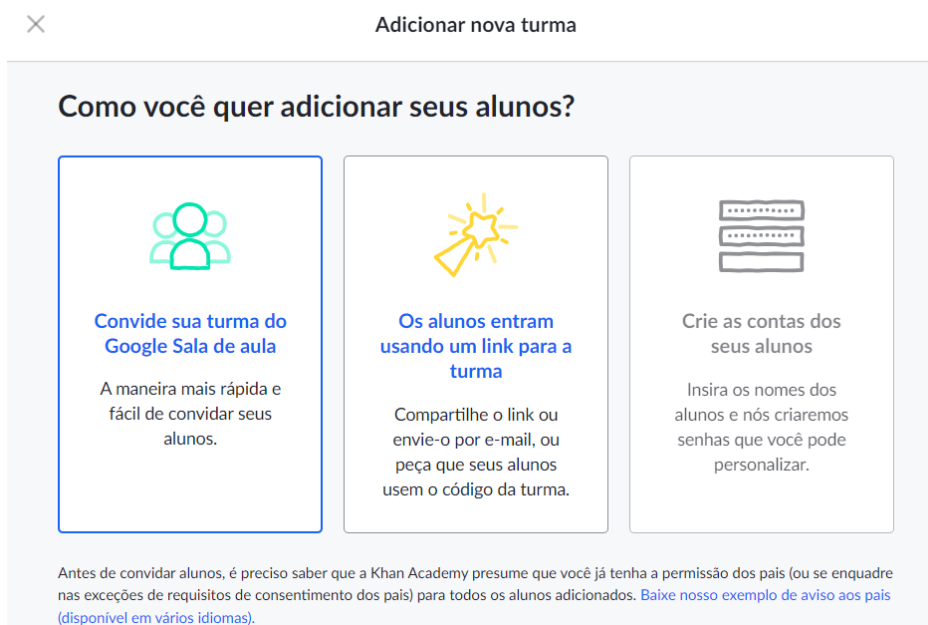 Adicionar nova turma
Como você quer adicionar seus alunos?
Convide sua turma do
Google Sala de aula
A maneira mais rápida e
fácil de convidar seus
alunos.
Os alunos entram
usando um link para a
turma
Compartilhe o link ou
envie-o por e-mail, ou
peça que seus alunos
usem o código da turma.
Crie as contas dos
seus alunos
Insira os nomes dos
alunos e nós criaremos
senhas que você pode
personalizar.
Antes de convidar alunos, é preciso saber que a Khan Academy presume que você já tenha a permissão dos pais (ou se enquadre
nas exceções de requisitos de consentimento dos pais) para todos os alunos adicionados. Baixe nosso exemplo de aviso aos pais
(disponível em vários idiomas).